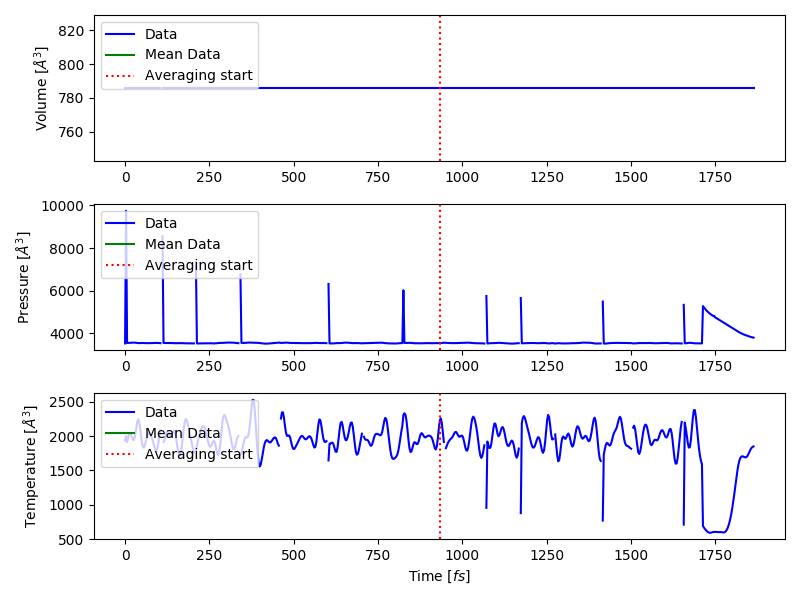 820
800
780
760
Volume [Å³]
Data
Mean Data
Averaging start
0 250 500 750 1000 1250 1500 1750
10000
8000
6000
4000
Pressure [Å³]
Data
Mean Data
Averaging start
0 250 500 750 1000 1250 1500 1750
2500
2000
1500
1000
500
Temperature [Å³]
Data
Mean Data
Averaging start
0 250 500 750 1000 1250 1500 1750
Time [fs]